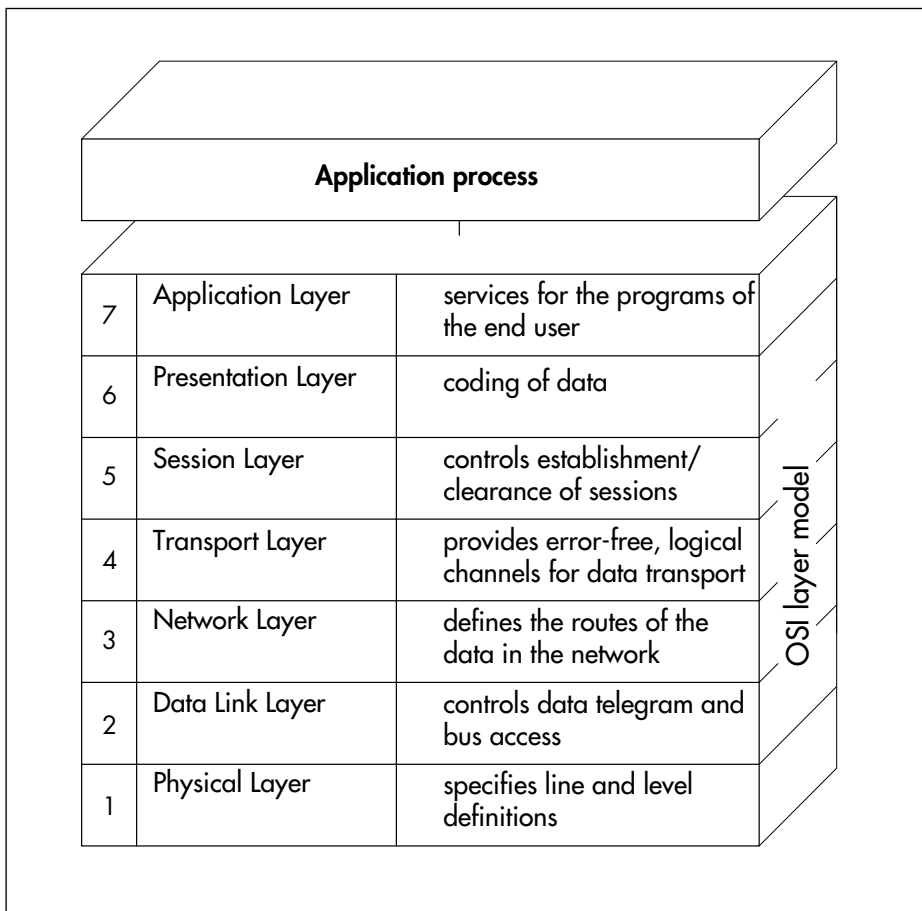 Application process
7
Application Layer
services for the programs of
the end user
6
Presentation Layer
coding of data
5
Session Layer
controls establishment/
clearance of sessions
4
Transport Layer
provides error-free, logical
channels for data transport
3
Network Layer
defines the routes of the
data in the network
2
Data Link Layer
controls data telegram and
bus access
1
Physical Layer
specifies line and level
definitions
OSI layer model